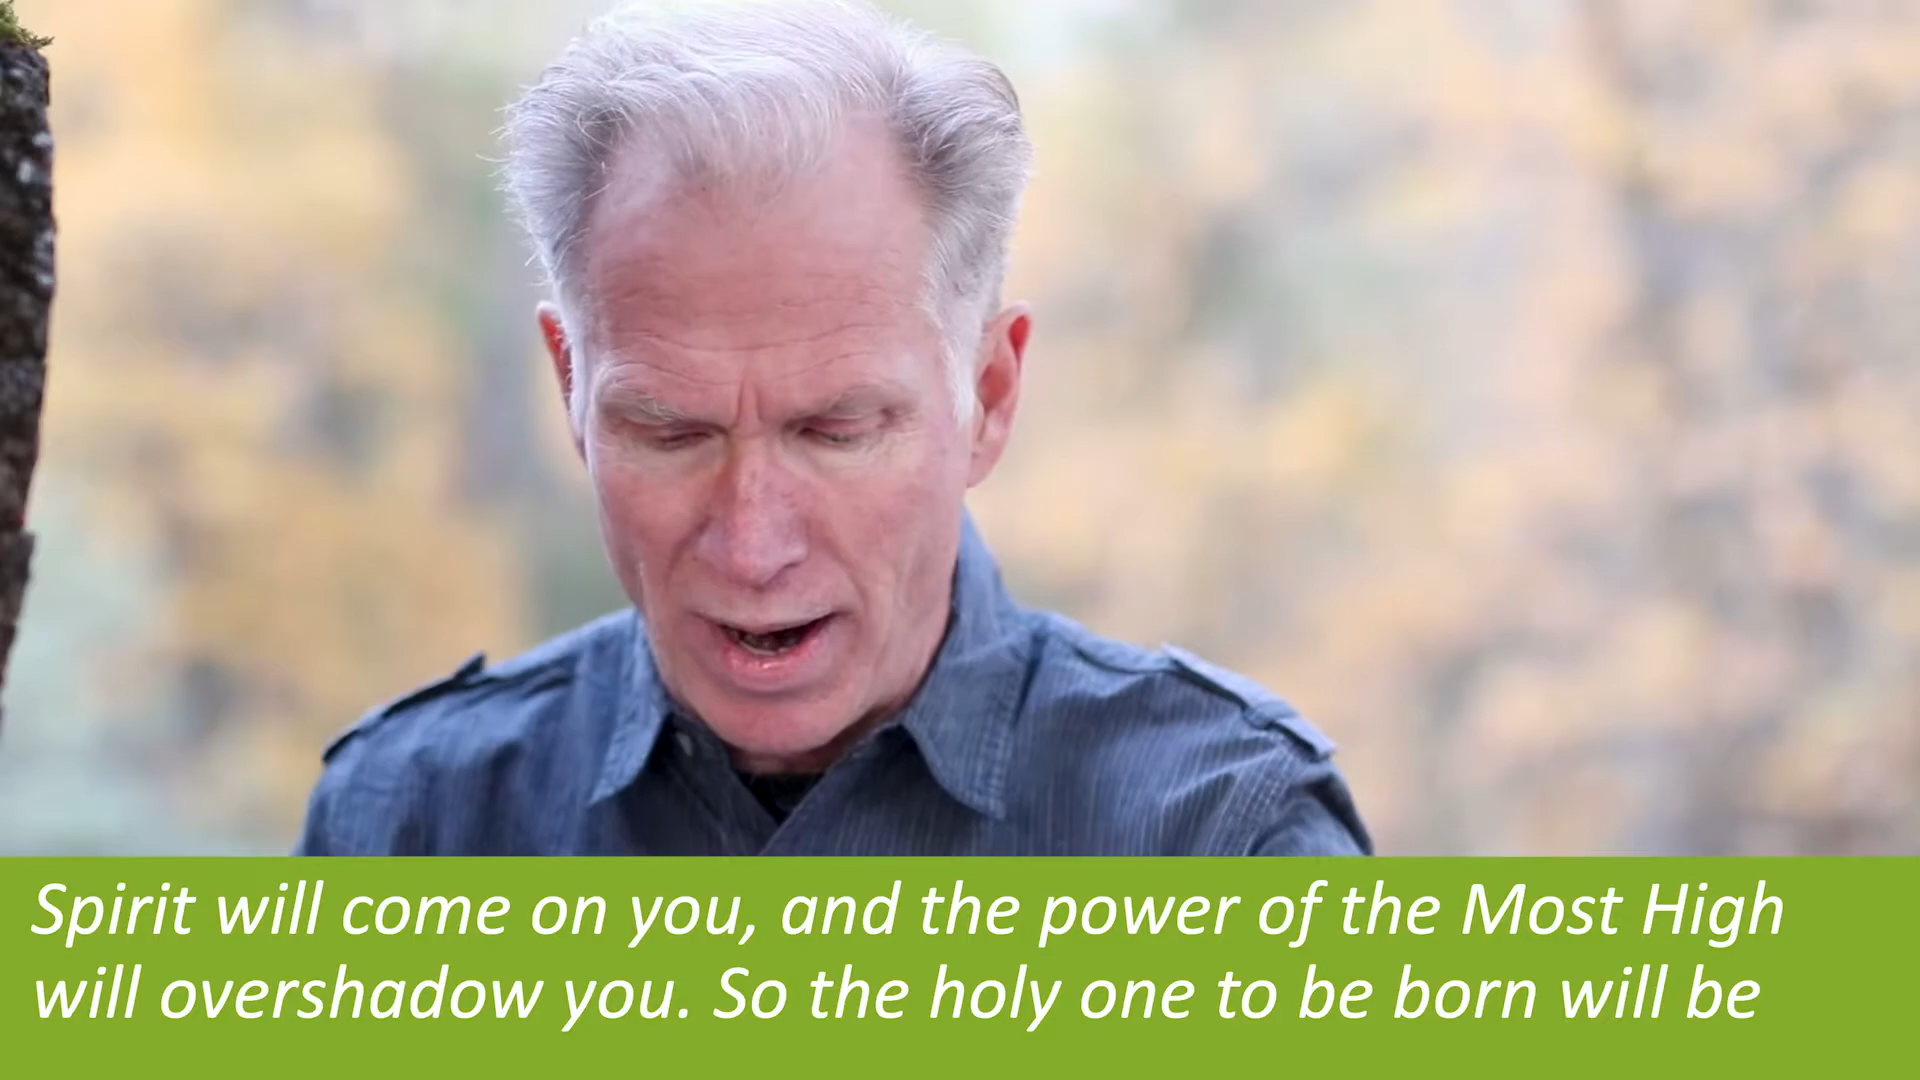 Spirit will come on you, and the power of the Most High
will overshadow you. So the holy one to be born will be